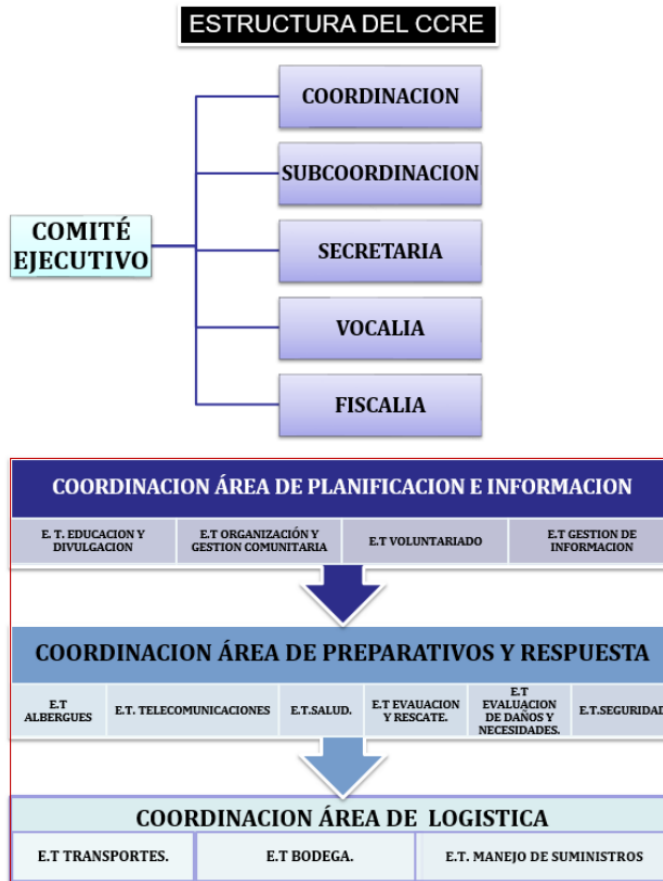 ESTRUCTURA DEL CCRE
COORDINACION
SUBCOORDINACION
COMITÉ
EJECUTIVO
SECRETARIA
VOCALIA
FISCALIA
COORDINACION ÁREA DE PLANIFICACION E INFORMACION
E. T. EDUCACION Y
DIVULGACION
E.T ORGANIZACIÓN Y
GESTION COMUNITARIA
E.T VOLUNTARIADO
E.T GESTION DE
INFORMACION
COORDINACION ÁREA DE PREPARATIVOS Y RESPUESTA
E.T
ALBERGUES
E.T. TELECOMUNICACIONES
E.T.SALUD.
E.T EVAUACION
Y RESCATE.
E.T
EVALUACION
DE DAÑOS Y
NECESIDADES.
E.T.SEGURIDAD
COORDINACION ÁREA DE LOGISTICA
E.T TRANSPORTES.
E.T BODEGA.
E.T. MANEJO DE SUMINISTROS